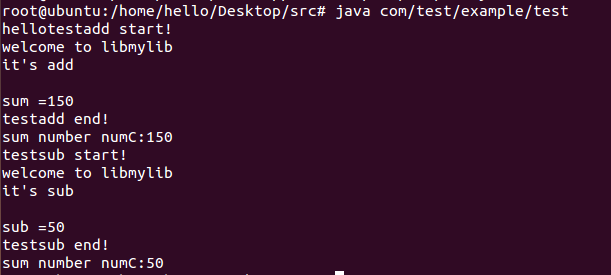 root@ubuntu:/home/hello/Desktop/src# java com/test/example/test
hellotestadd start!
welcome to libmylib
it's add
sum =150
testadd end!
sum number numC:150
testsub start!
welcome to libmylib
it's sub
sub =50
testsub end!
sum number numC:50